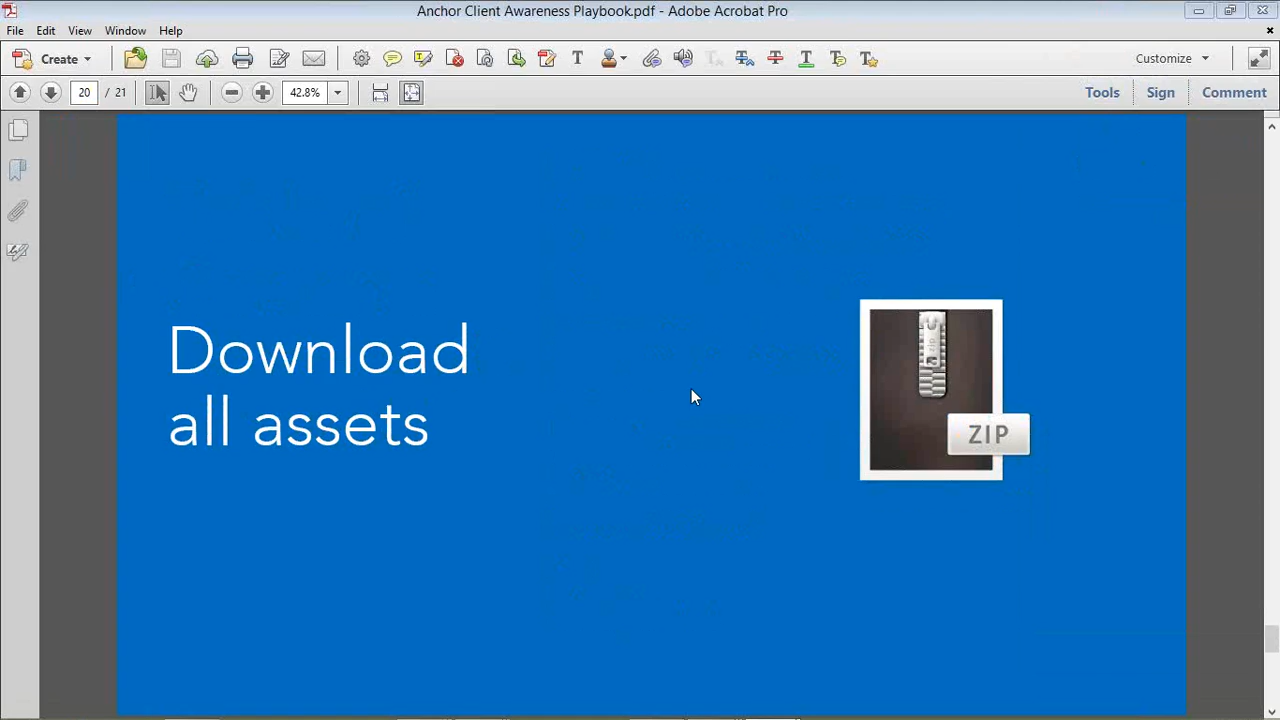 Anchor Client Awareness Playbook.pdf - Adobe Acrobat Pro
File Edit View Window Help
Create Customize
20 / 21 42.8% Tools Sign Comment
Download
all assets
zip
ZIP